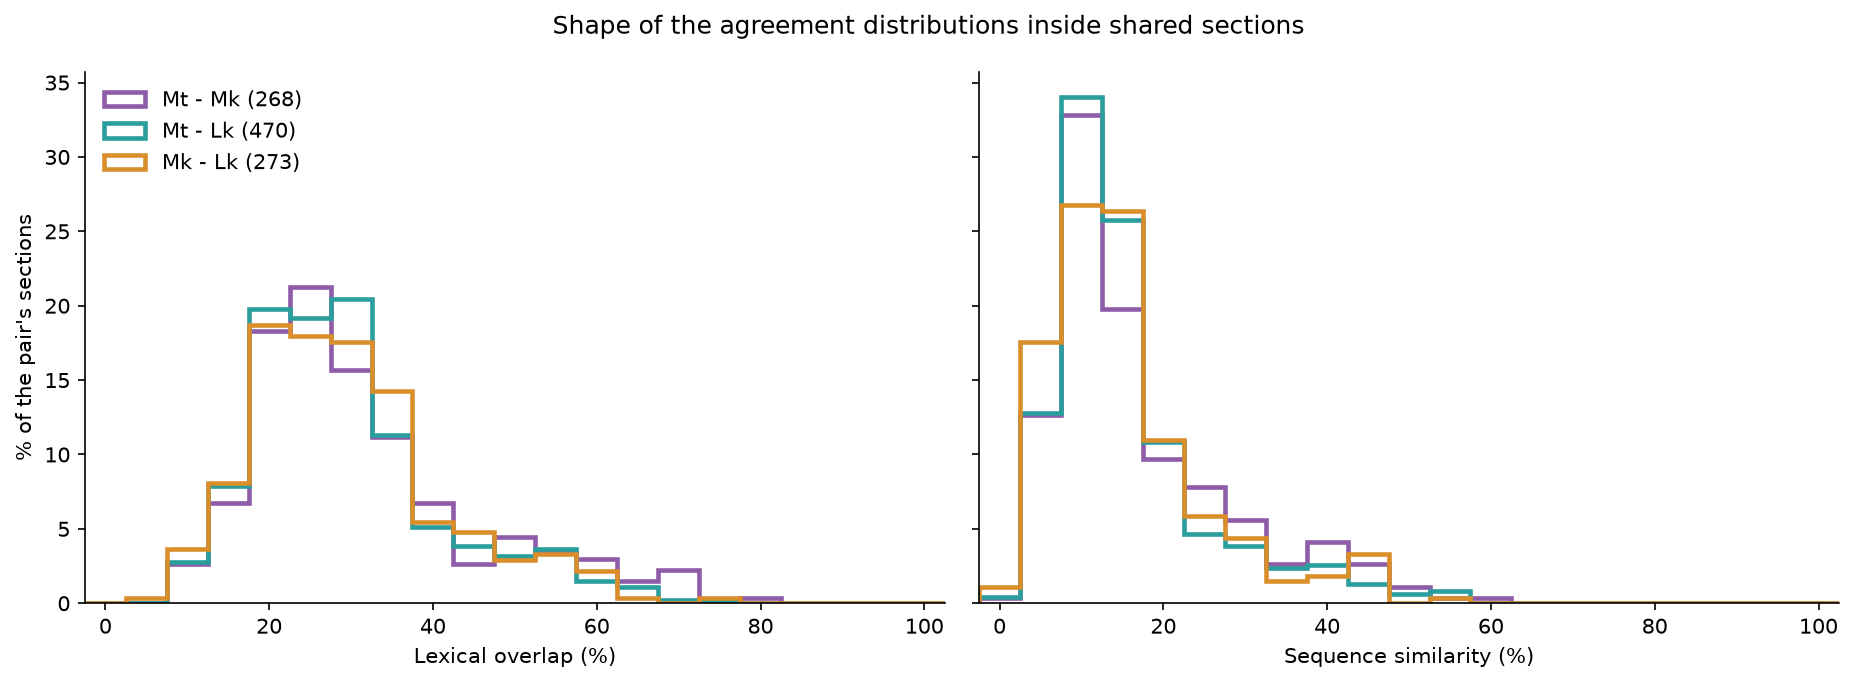 Shape of the agreement distributions inside shared sections
Mt - Mk (268)
Mt - Lk (470)
Mk - Lk (273)
% of the pair's sections
35
30
25
20
15
10
5
0
0 20 40 60 80 100
Lexical overlap (%)
0 20 40 60 80 100
Sequence similarity (%)